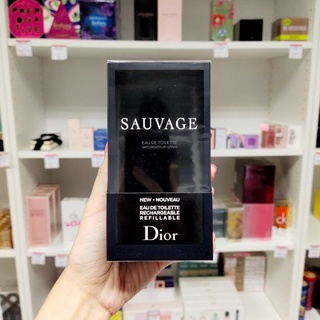 SAUVAGE
EAU DE TOILETTE
VAPORISATEUR SPRAY
NEW • NOUVEAU
EAU DE TOILETTE
RECHARGEABLE
REFILLABLE
Dior